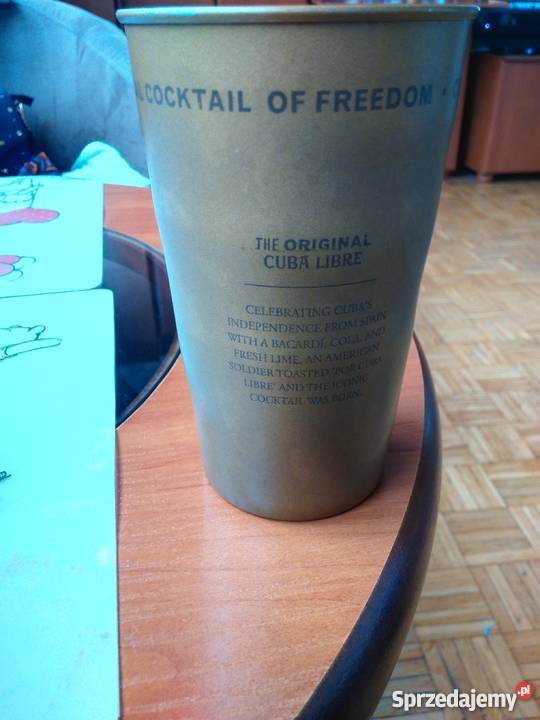 L COCKTAIL OF FREEDOM ·
THE ORIGINAL
CUBA LIBRE
CELEBRATING CUBA'S
INDEPENDENCE FROM SPAIN
WITH A BACARDÍ, COLA, AND
FRESH LIME, AN AMERICAN
SOLDIER TOASTED 'POR CUBA
LIBRE' AND THE ICONIC
COCKTAIL WAS BORN.
Sprzedajemy.pl